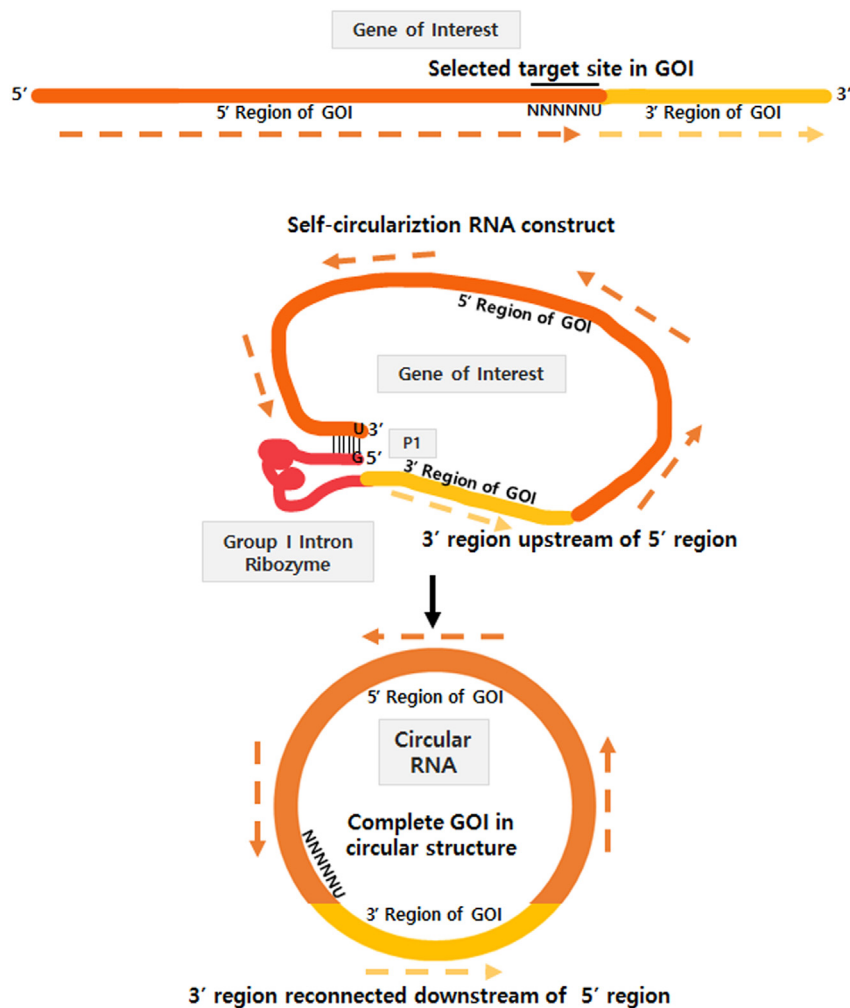 Gene of Interest
Selected target site in GOI
5′ 3′
5′ Region of GOI NNNNNU 3′ Region of GOI
Self-circulariztion RNA construct
5′ Region of GOI
Gene of Interest
U 3′
P1
G 5′
3′ Region of GOI
Group I Intron
Ribozyme
3′ region upstream of 5′ region
5′ Region of GOI
Circular
RNA
Complete GOI in
circular structure
NNNNNU
3′ Region of GOI
3′ region reconnected downstream of 5′ region